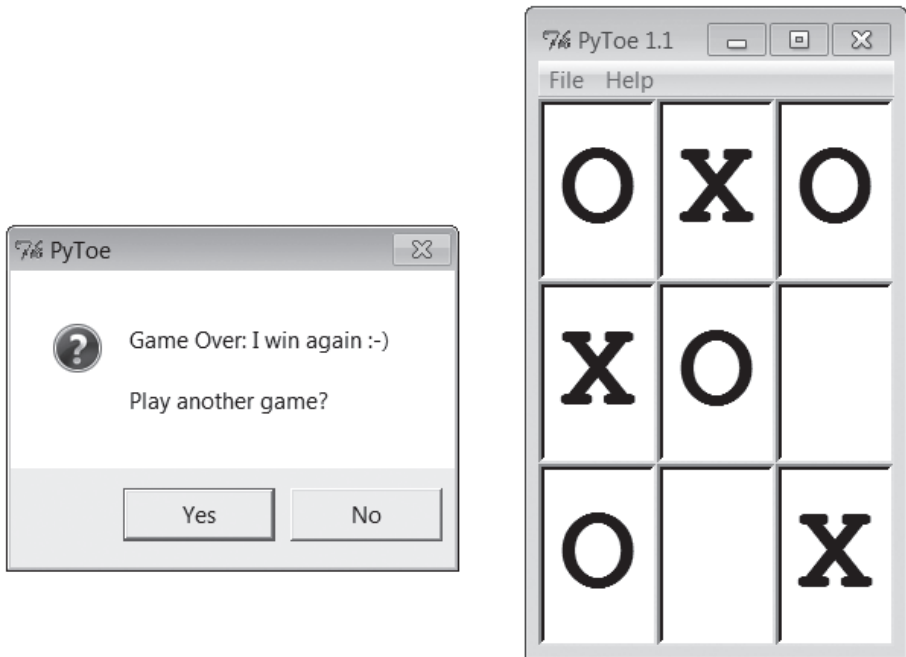 PyToe
Game Over: I win again :-)
Play another game?
Yes No
PyToe 1.1
File Help
O X O
X O
O X